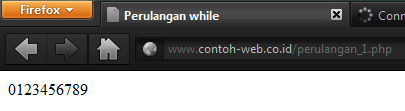 Firefox
Perulangan while
Conn
www.contoh-web.co.id/perulangan_1.php
0123456789